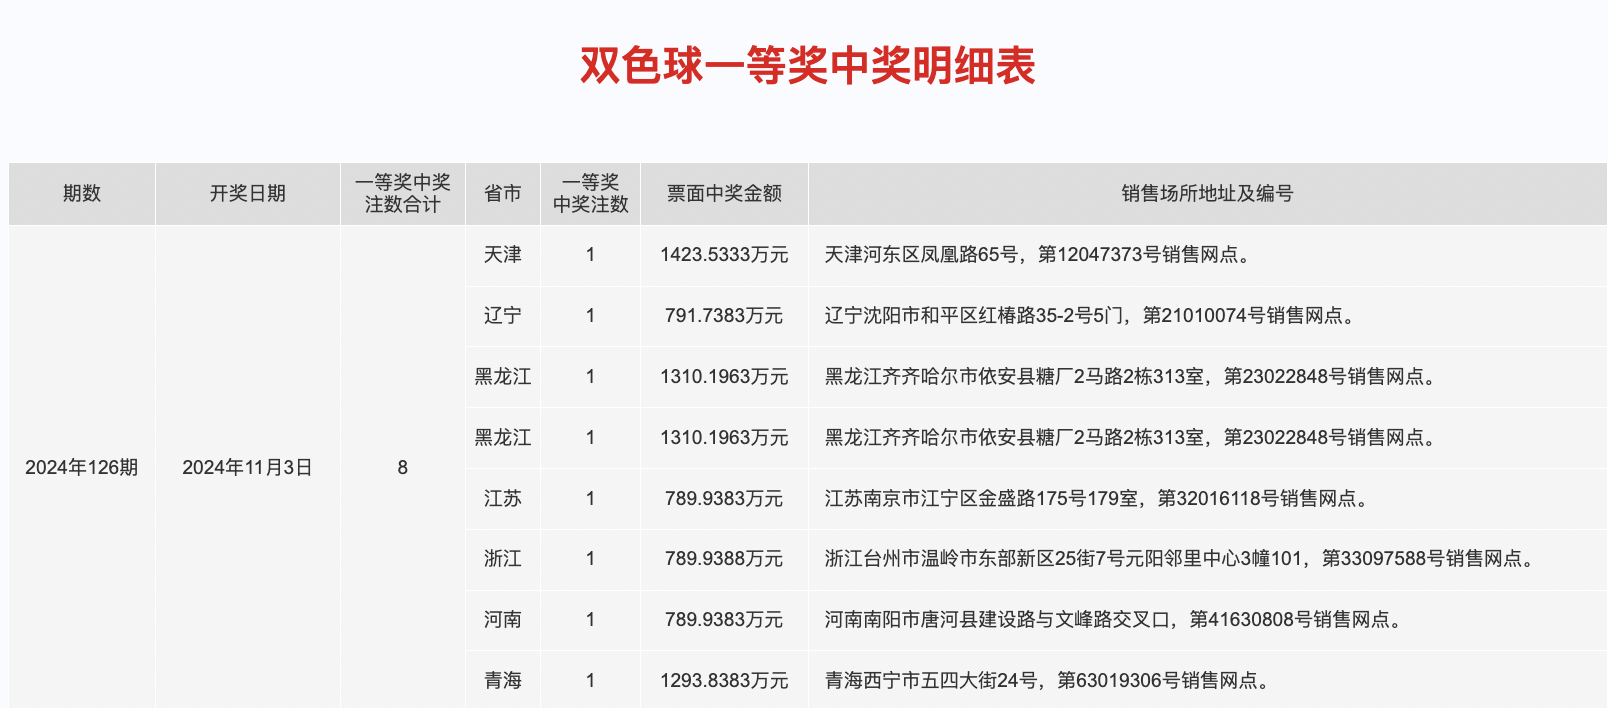 双色球一等奖中奖明细表
期数 开奖日期 一等奖中奖注数合计 省市 一等奖中奖注数 票面中奖金额 销售场所地址及编号
天津 1 1423.5333万元 天津河东区凤凰路65号，第12047373号销售网点。
辽宁 1 791.7383万元 辽宁沈阳市和平区红椿路35-2号5门，第21010074号销售网点。
黑龙江 1 1310.1963万元 黑龙江齐齐哈尔市依安县糖厂2马路2栋313室，第23022848号销售网点。
黑龙江 1 1310.1963万元 黑龙江齐齐哈尔市依安县糖厂2马路2栋313室，第23022848号销售网点。
2024年126期 2024年11月3日 8
江苏 1 789.9383万元 江苏南京市江宁区金盛路175号179室，第32016118号销售网点。
浙江 1 789.9388万元 浙江台州市温岭市东部新区25街7号元阳邻里中心3幢101，第33097588号销售网点。
河南 1 789.9383万元 河南南阳市唐河县建设路与文峰路交叉口，第41630808号销售网点。
青海 1 1293.8383万元 青海西宁市五四大街24号，第63019306号销售网点。